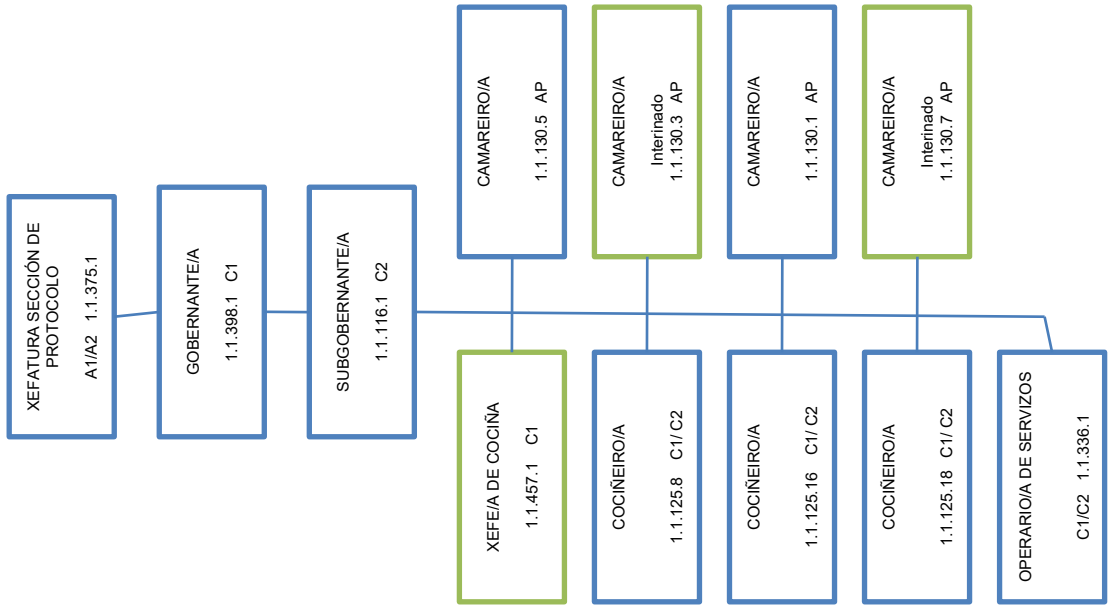 XEFATURA SECCIÓN DE
PROTOCOLO
A1/A2 1.1.375.1
GOBERNANTE/A
1.1.398.1 C1
SUBGOBERNANTE/A
1.1.116.1 C2
XEFE/A DE COCIÑA
1.1.457.1 C1
CAMAREIRO/A
1.1.130.5 AP
COCIÑEIRO/A
1.1.125.8 C1/ C2
CAMAREIRO/A
Interinado
1.1.130.3 AP
COCIÑEIRO/A
1.1.125.16 C1/ C2
CAMAREIRO/A
1.1.130.1 AP
COCIÑEIRO/A
1.1.125.18 C1/ C2
CAMAREIRO/A
Interinado
1.1.130.7 AP
OPERARIO/A DE SERVIZOS
C1/C2 1.1.336.1